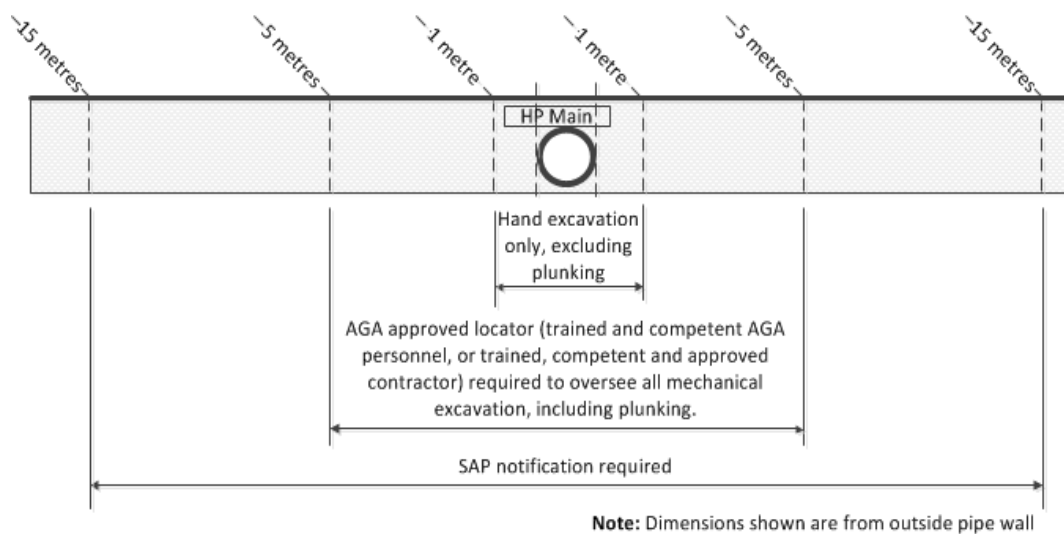 15 metres
5 metres
1 metre
1 metre
5 metres
15 metres
HP Main
Hand excavation
only, excluding
plunking
AGA approved locator (trained and competent AGA
personnel, or trained, competent and approved
contractor) required to oversee all mechanical
excavation, including plunking.
SAP notification required
Note: Dimensions shown are from outside pipe wall